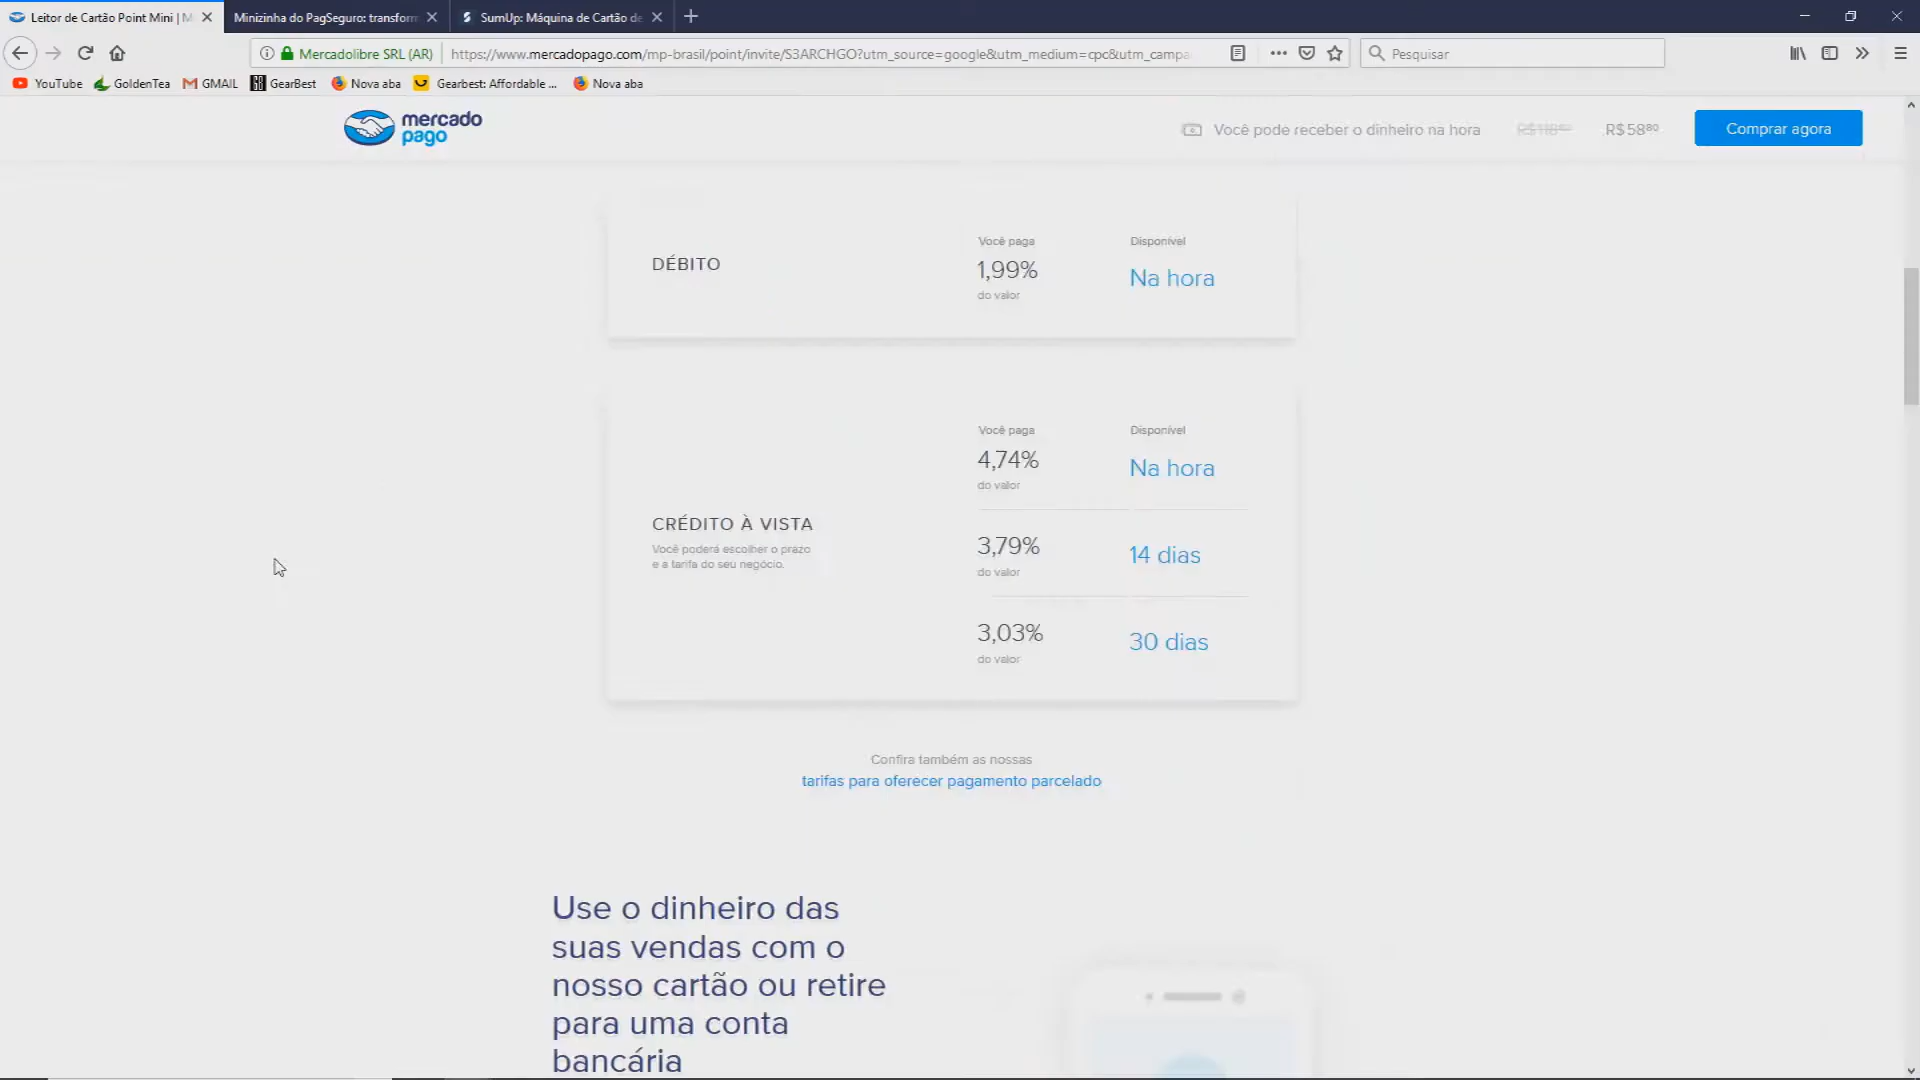 Leitor de Cartão Point Mini | M
Minizinha do PagSeguro: transform
SumUp: Máquina de Cartão de
Mercadolibre SRL (AR)
https://www.mercadopago.com/mp-brasil/point/invite/S3ARCHGO?utm_source=google&utm_medium=cpc&utm_campa
Pesquisar
YouTube
GoldenTea
GMAIL
GearBest
Nova aba
Gearbest: Affordable ...
Nova aba
mercado
pago
Você pode receber o dinheiro na hora
R$118
R$58⁸⁰
Comprar agora
DÉBITO
Você paga
1,99%
do valor
Disponível
Na hora
CRÉDITO À VISTA
Você poderá escolher o prazo
e a tarifa do seu negócio.
Você paga
4,74%
do valor
Disponível
Na hora
3,79%
do valor
14 dias
3,03%
do valor
30 dias
Confira também as nossas
tarifas para oferecer pagamento parcelado
Use o dinheiro das
suas vendas com o
nosso cartão ou retire
para uma conta
bancária